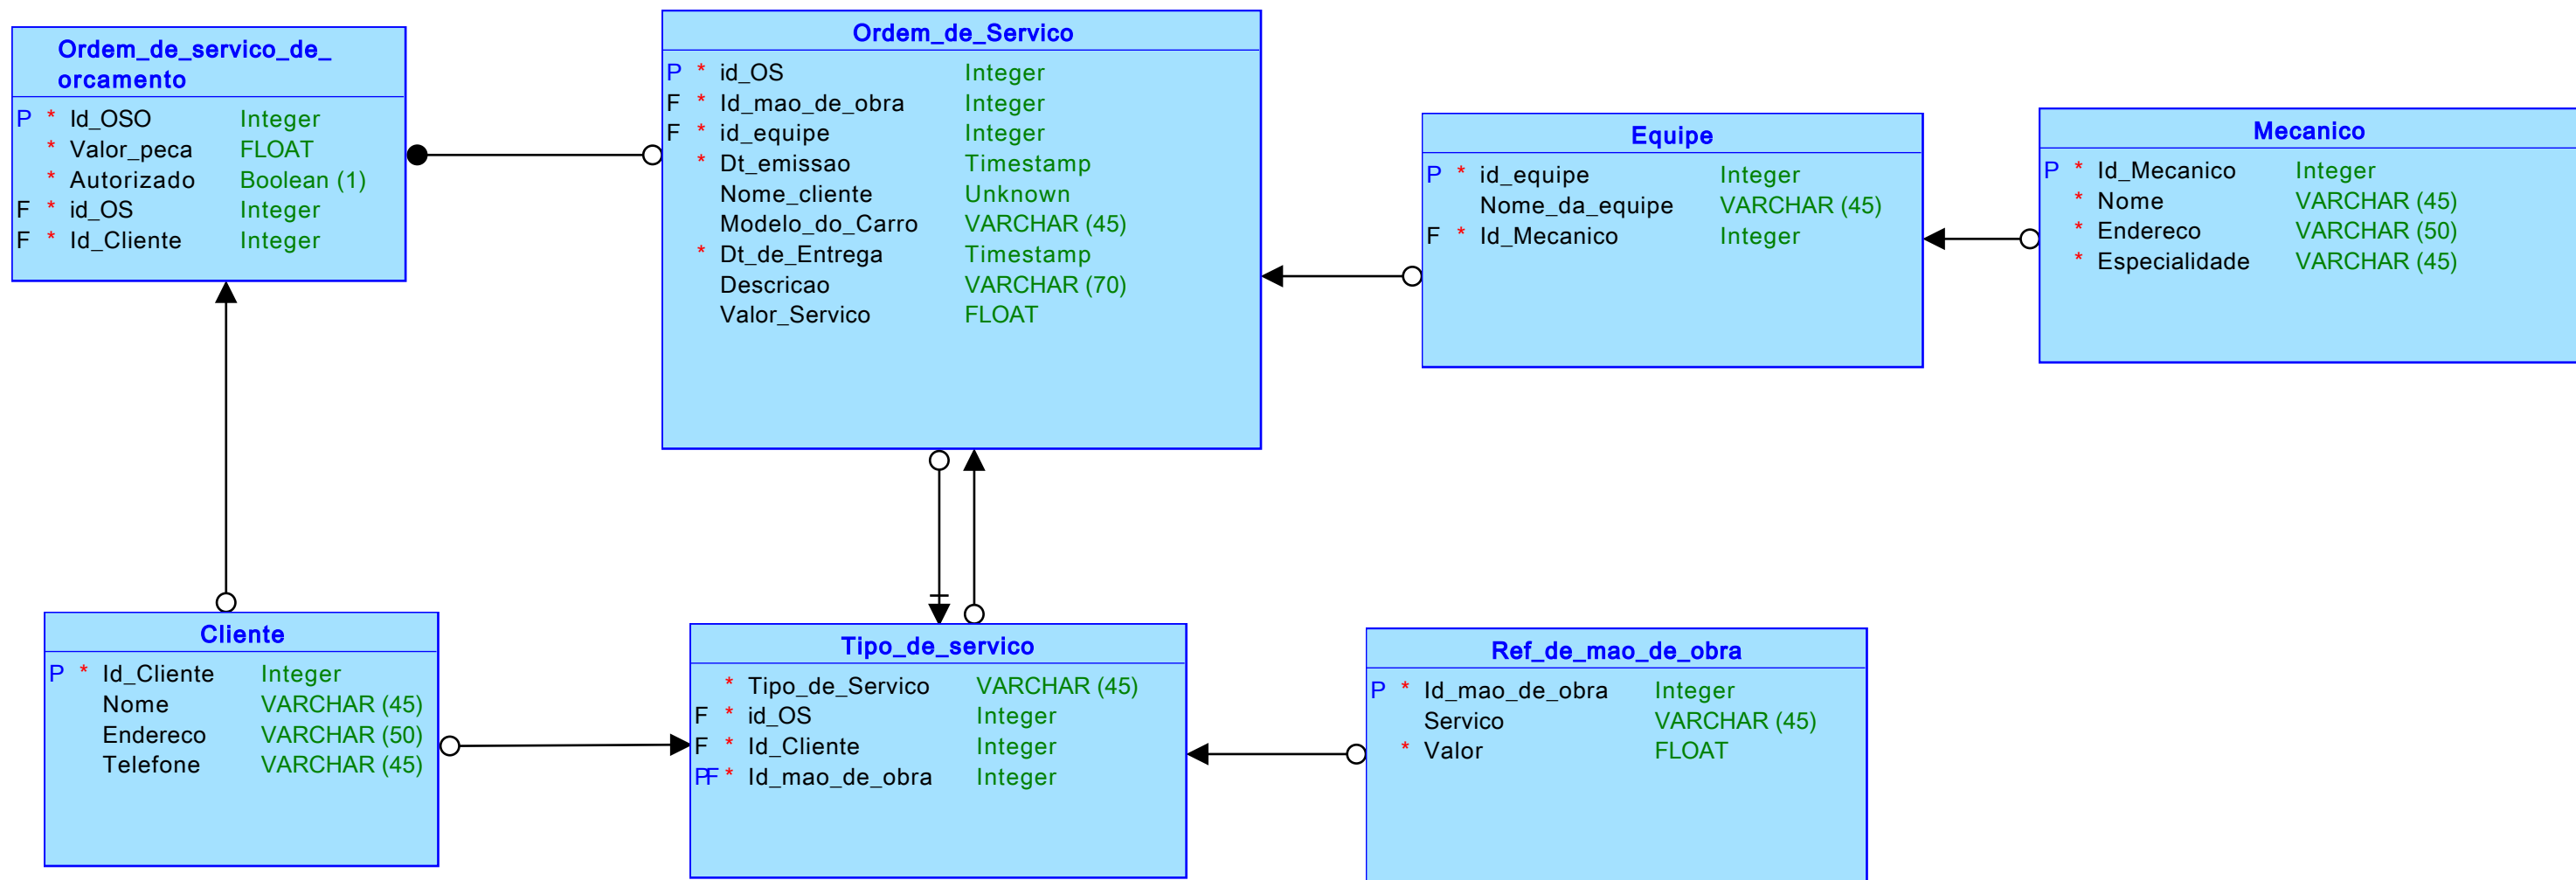 Ordem_de_servico_de_
orcamento
P * Id_OSO Integer
* Valor_peca FLOAT
* Autorizado Boolean (1)
F * id_OS Integer
F * Id_Cliente Integer
Ordem_de_Servico
P * id_OS Integer
F * Id_mao_de_obra Integer
F * id_equipe Integer
* Dt_emissao Timestamp
Nome_cliente Unknown
Modelo_do_Carro VARCHAR (45)
* Dt_de_Entrega Timestamp
Descricao VARCHAR (70)
Valor_Servico FLOAT
Equipe
P * id_equipe Integer
Nome_da_equipe VARCHAR (45)
F * Id_Mecanico Integer
Mecanico
P * Id_Mecanico Integer
* Nome VARCHAR (45)
* Endereco VARCHAR (50)
* Especialidade VARCHAR (45)
Cliente
P * Id_Cliente Integer
Nome VARCHAR (45)
Endereco VARCHAR (50)
Telefone VARCHAR (45)
Tipo_de_servico
* Tipo_de_Servico VARCHAR (45)
F * id_OS Integer
F * Id_Cliente Integer
PF * Id_mao_de_obra Integer
Ref_de_mao_de_obra
P * Id_mao_de_obra Integer
Servico VARCHAR (45)
* Valor FLOAT